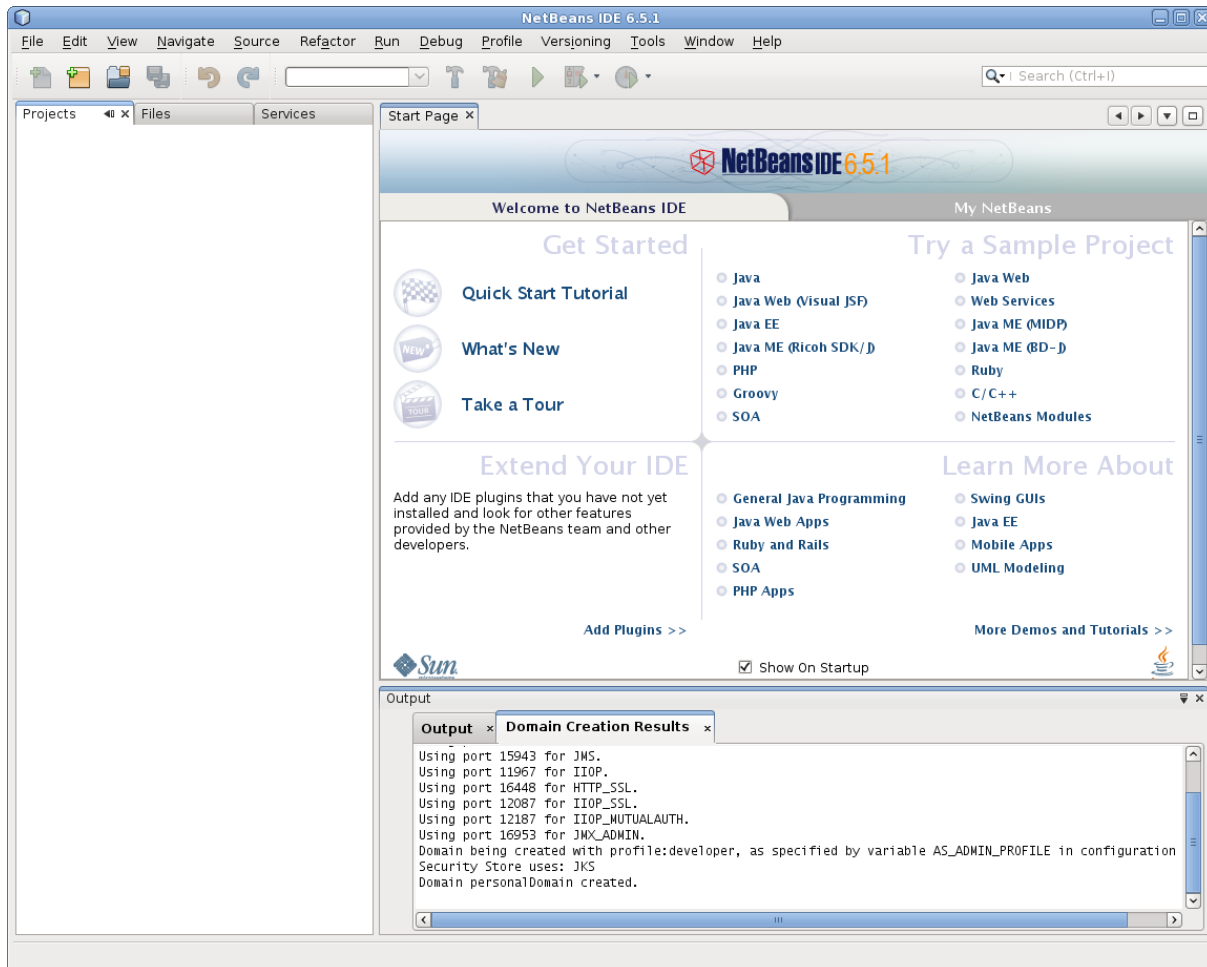 NetBeans IDE 6.5.1
File Edit View Navigate Source Refactor Run Debug Profile Versioning Tools Window Help
Search (Ctrl+I)
Projects Files Services
Start Page
NetBeans IDE 6.5.1
Welcome to NetBeans IDE
My NetBeans
Get Started
Quick Start Tutorial
NEW
What's New
TOUR
Take a Tour
Try a Sample Project
Java
Java Web (Visual JSF)
Java EE
Java ME (Ricoh SDK/J)
PHP
Groovy
SOA
Java Web
Web Services
Java ME (MIDP)
Java ME (BD-J)
Ruby
C/C++
NetBeans Modules
Extend Your IDE
Add any IDE plugins that you have not yet
installed and look for other features
provided by the NetBeans team and other
developers.
Add Plugins >>
Learn More About
General Java Programming
Java Web Apps
Ruby and Rails
SOA
PHP Apps
Swing GUIs
Java EE
Mobile Apps
UML Modeling
More Demos and Tutorials >>
Sun
Show On Startup
Output
Output Domain Creation Results
Using port 15943 for JMS.
Using port 11967 for IIOP.
Using port 16448 for HTTP_SSL.
Using port 12087 for IIOP_SSL.
Using port 12187 for IIOP_MUTUALAUTH.
Using port 16953 for JMX_ADMIN.
Domain being created with profile:developer, as specified by variable AS_ADMIN_PROFILE in configuration
Security Store uses: JKS
Domain personalDomain created.